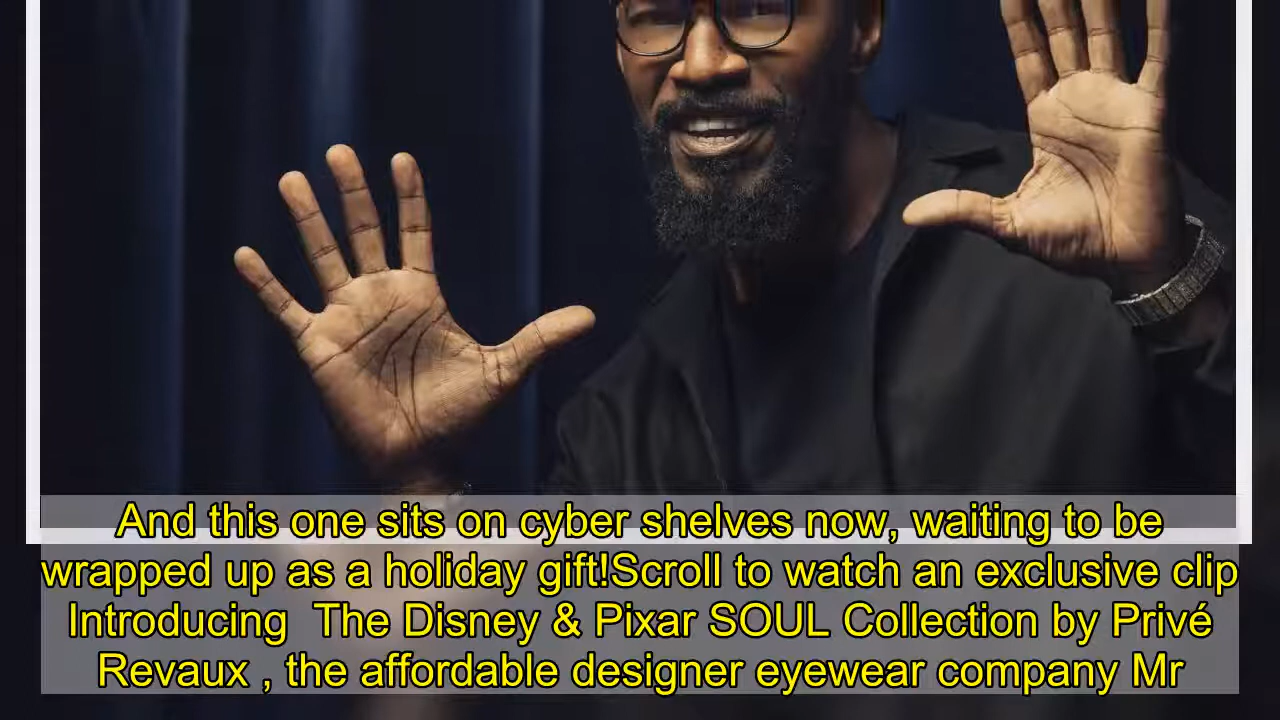 And this one sits on cyber shelves now, waiting to be
wrapped up as a holiday gift!Scroll to watch an exclusive clip
Introducing  The Disney & Pixar SOUL Collection by Privé
Revaux , the affordable designer eyewear company Mr